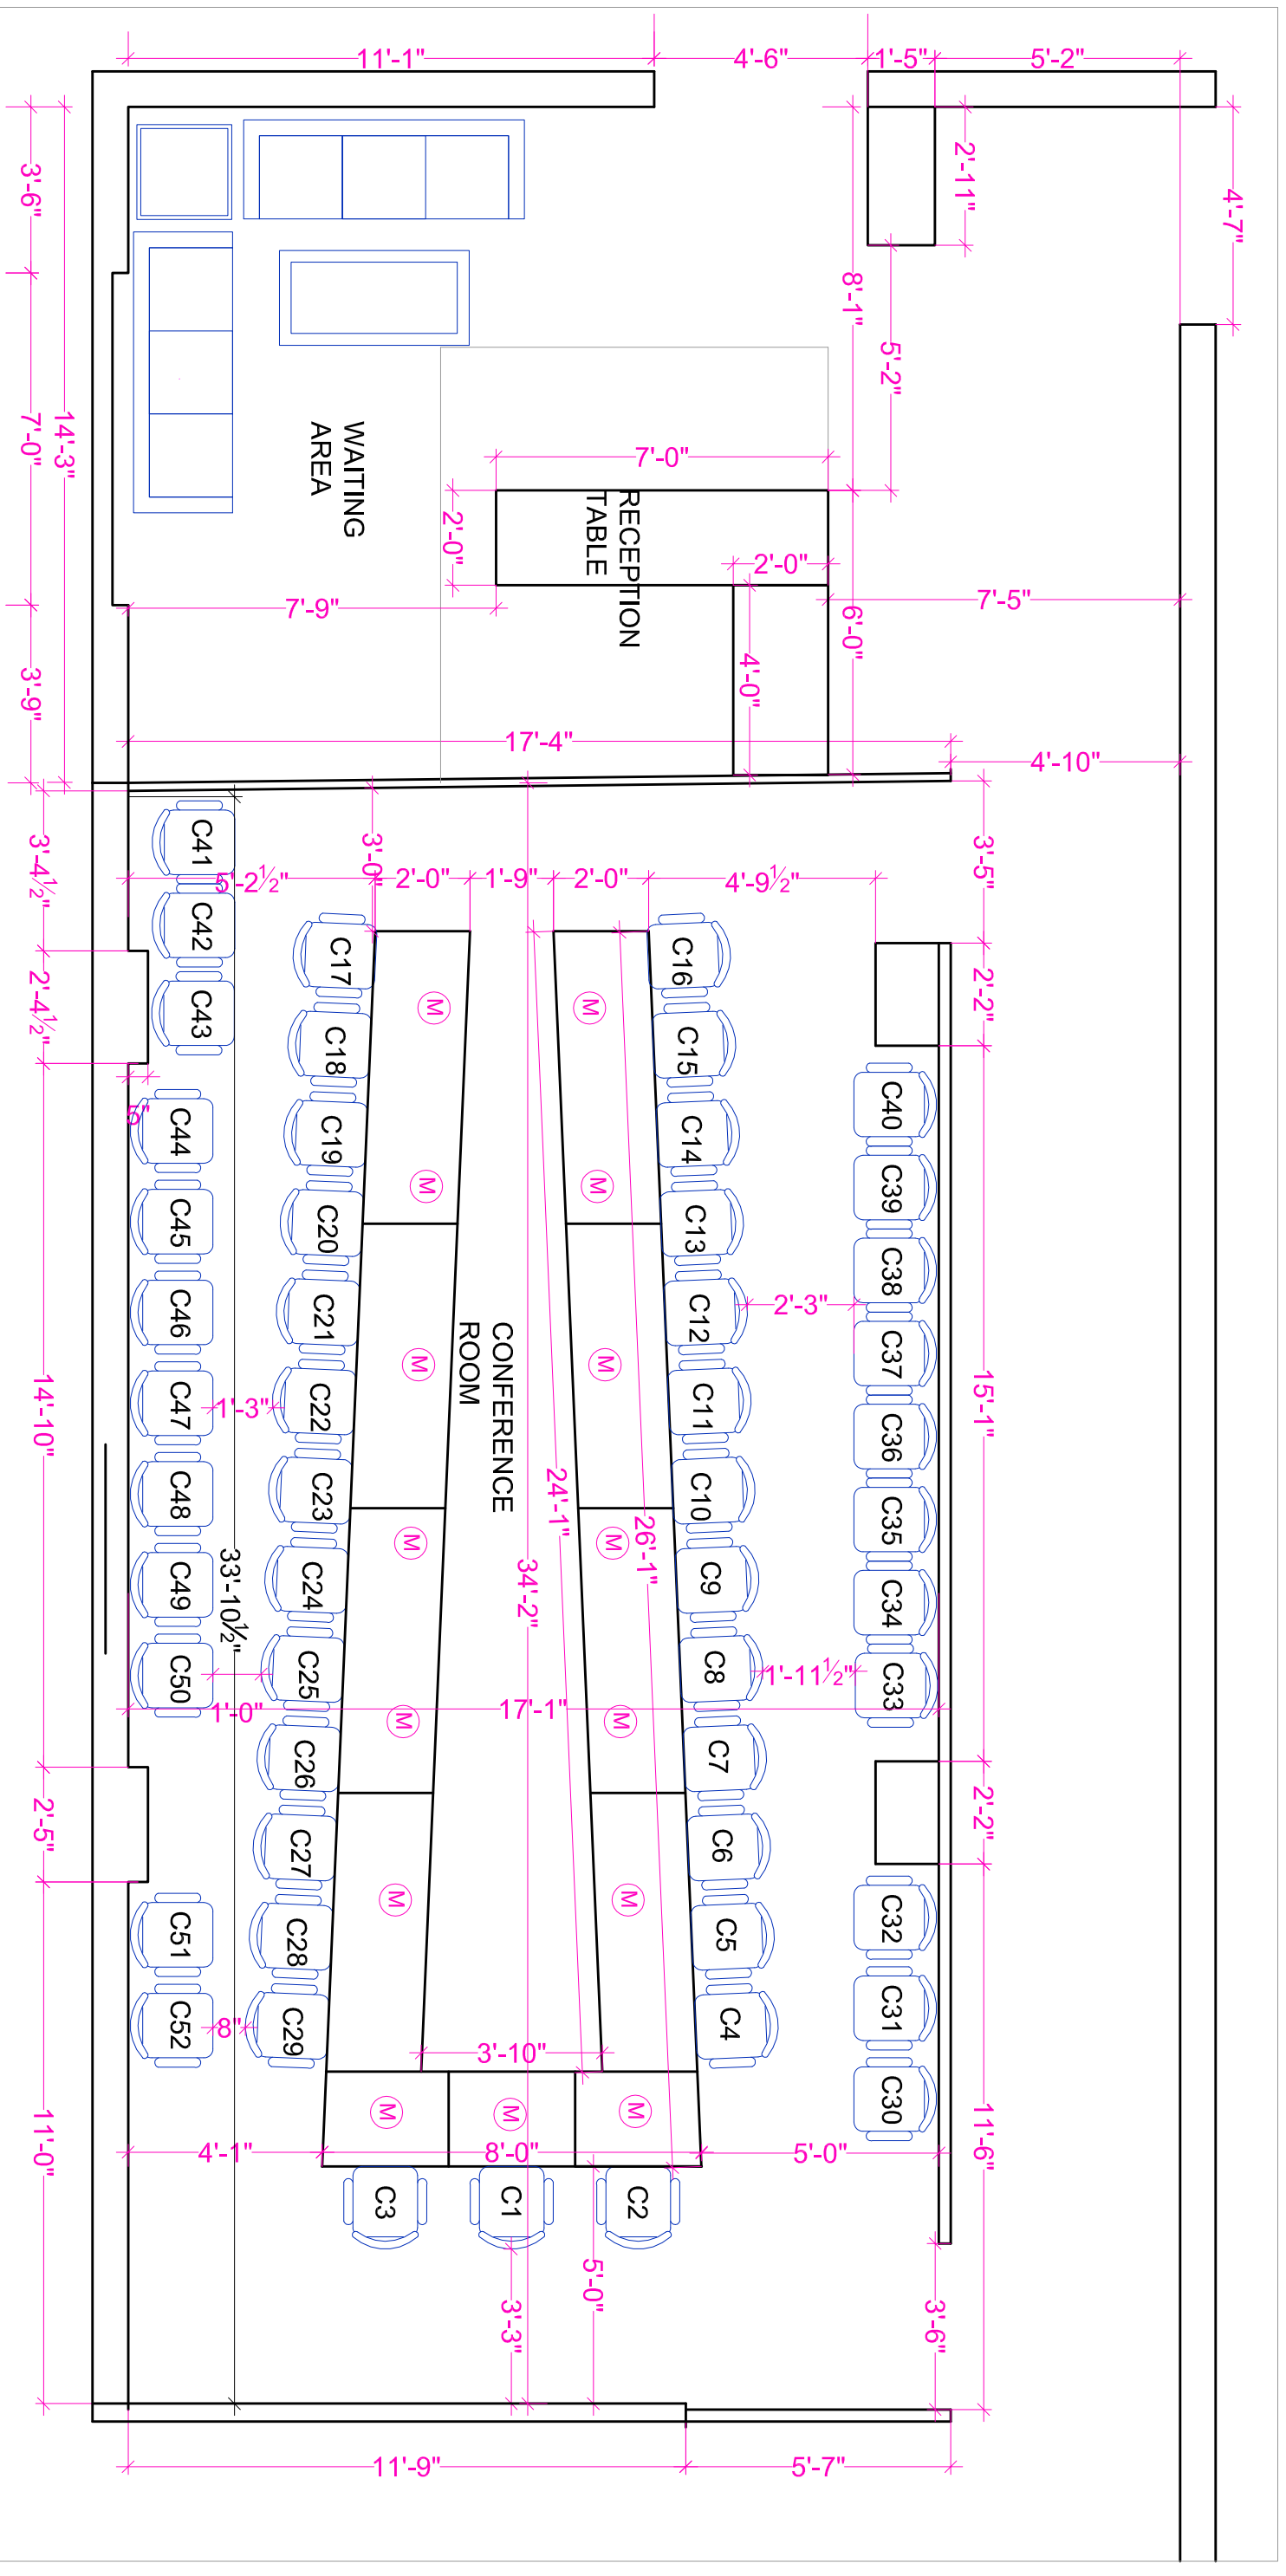 11'-1"
4'-6"
1'-5"
5'-2"
3'-6"
14'-3"
7'-0"
3'-9"
2'-11"
4'-7"
8'-1"
5'-2"
WAITING
AREA
7'-0"
RECEPTION
TABLE
2'-0"
2'-0"
7'-9"
6'-0"
4'-0"
7'-5"
17'-4"
4'-10"
3'-4½"
2'-4½"
14'-10"
2'-5"
11'-0"
5"
3'-0"
5'-2½"
2'-0"
1'-9"
2'-0"
4'-9½"
3'-5"
2'-2"
15'-1"
2'-2"
11'-6"
C41
C42
C43
C44
C45
C46
C47
C48
C49
C50
C51
C52
C17
C18
C19
C20
C21
C22
C23
C24
C25
C26
C27
C28
C29
M
M
M
M
M
M
M
M
M
M
M
M
M
CONFERENCE
ROOM
C16
C15
C14
C13
C12
C11
C10
C9
C8
C7
C6
C5
C4
C40
C39
C38
C37
C36
C35
C34
C33
C32
C31
C30
2'-3"
1'-3"
24'-1"
26'-1"
34'-2"
33'-10½"
1'-11½"
1'-0"
17'-1"
8"
3'-10"
4'-1"
8'-0"
5'-0"
C3
C1
C2
5'-0"
3'-3"
3'-6"
11'-9"
5'-7"